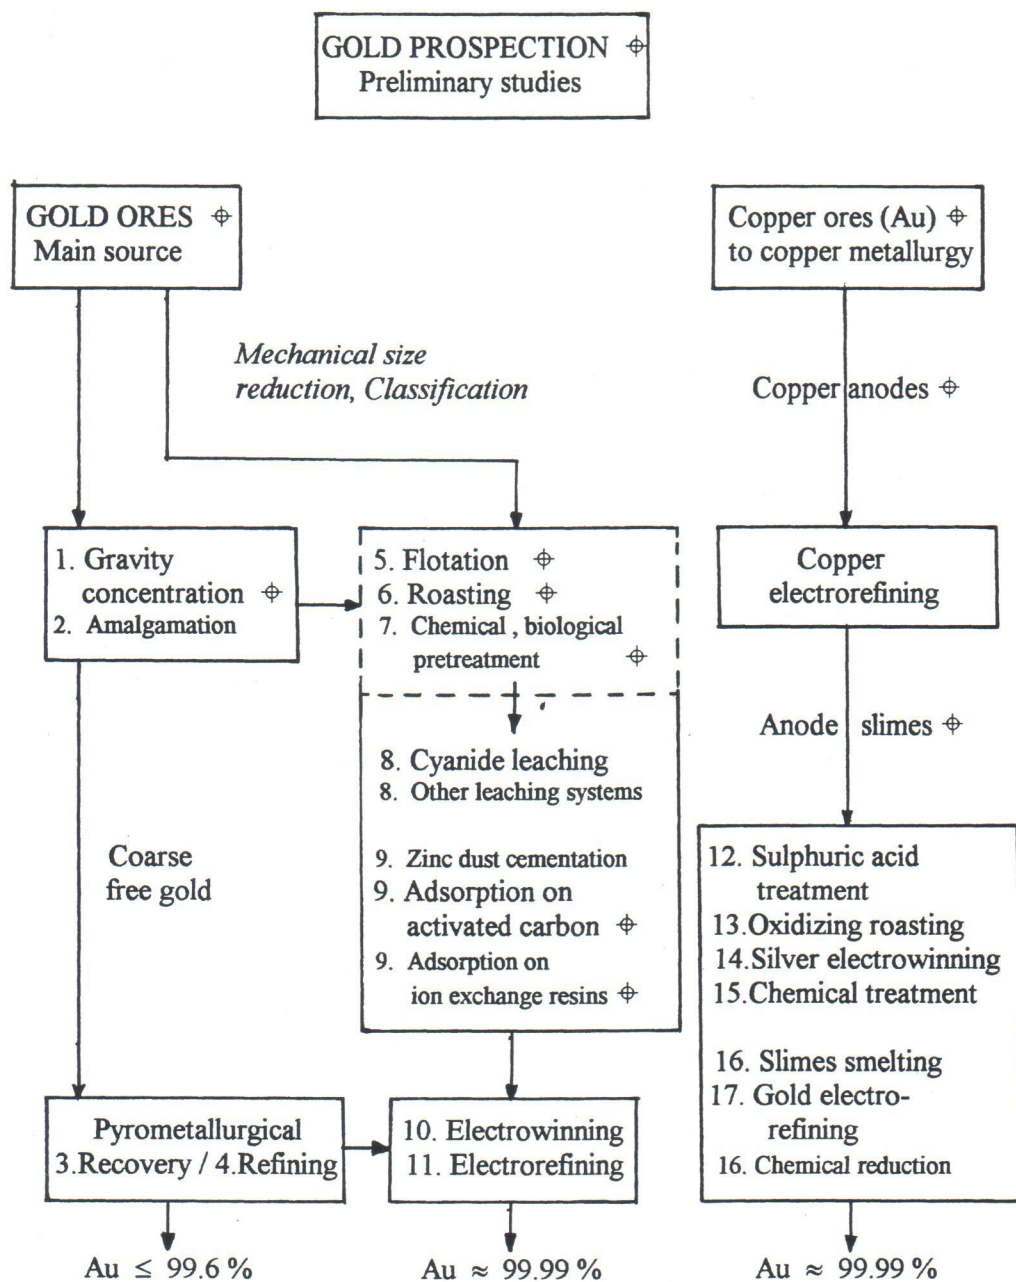 GOLD PROSPECTION ⌖
Preliminary studies
GOLD ORES ⌖
Main source
Copper ores (Au) ⌖
to copper metallurgy
Mechanical size
reduction, Classification
Copper anodes ⌖
1. Gravity
concentration ⌖
2. Amalgamation
5. Flotation ⌖
6. Roasting ⌖
7. Chemical , biological
pretreatment ⌖
Copper
electrorefining
Anode slimes ⌖
8. Cyanide leaching
8. Other leaching systems
9. Zinc dust cementation
9. Adsorption on
activated carbon ⌖
9. Adsorption on
ion exchange resins ⌖
Coarse
free gold
12. Sulphuric acid
treatment
13.Oxidizing roasting
14.Silver electrowinning
15.Chemical treatment
16. Slimes smelting
17. Gold electro-
refining
16. Chemical reduction
Pyrometallurgical
3.Recovery / 4.Refining
10. Electrowinning
11. Electrorefining
Au ≤ 99.6 %
Au ≈ 99.99 %
Au ≈ 99.99 %